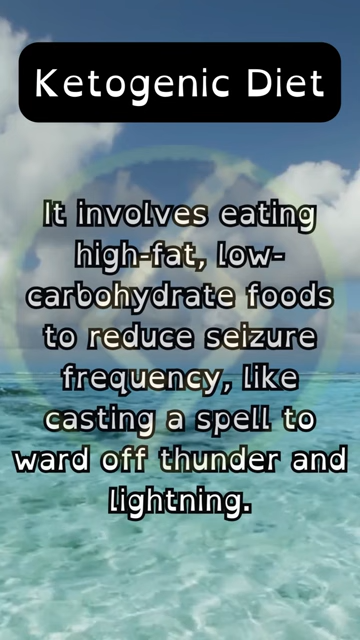 Ketogenic Diet
It involves eating
high-fat, low-
carbohydrate foods
to reduce seizure
frequency, like
casting a spell to
ward off thunder and
lightning.